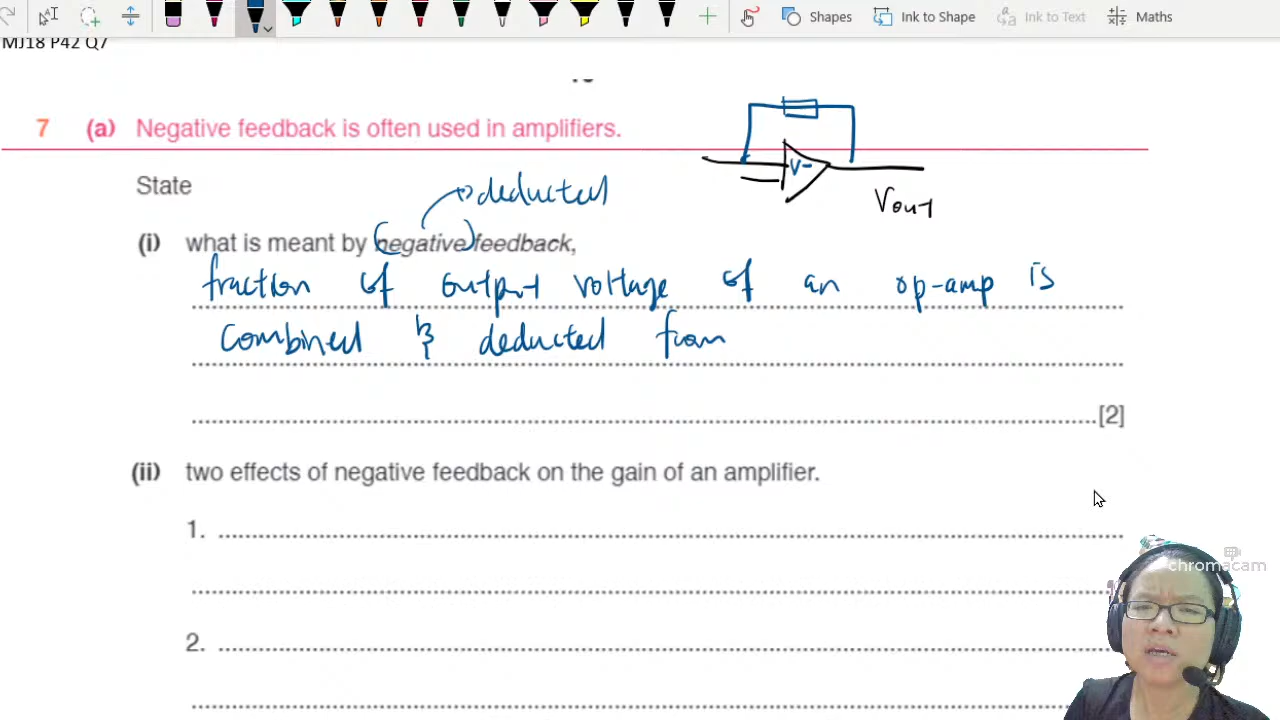 Shapes Ink to Shape Ink to Text Maths
MJ18 P42 Q7
7 (a) Negative feedback is often used in amplifiers.
State
deducted
V-
Vout
(i) what is meant by negative feedback,
fraction of output voltage of an op-amp is
combined & deducted from
[2]
(ii) two effects of negative feedback on the gain of an amplifier.
1.
chromacam
2.